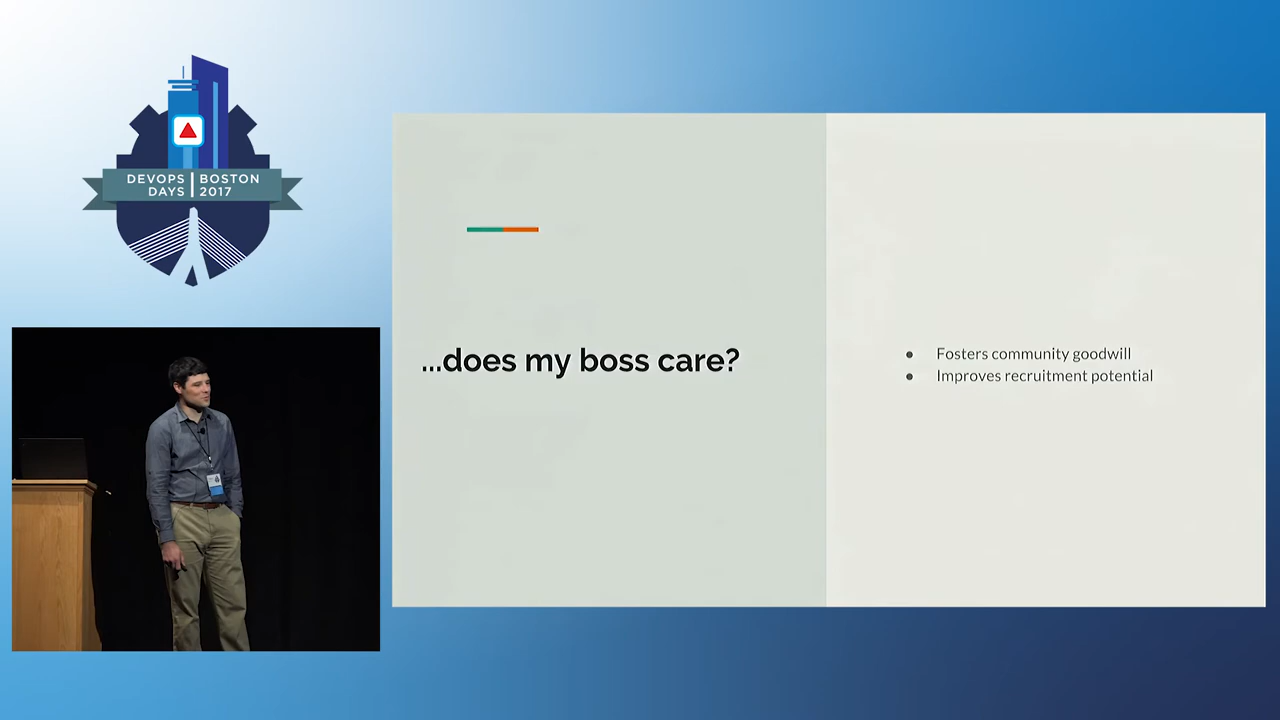 DEVOPS BOSTON
DAYS 2017
...does my boss care?
● Fosters community goodwill
● Improves recruitment potential